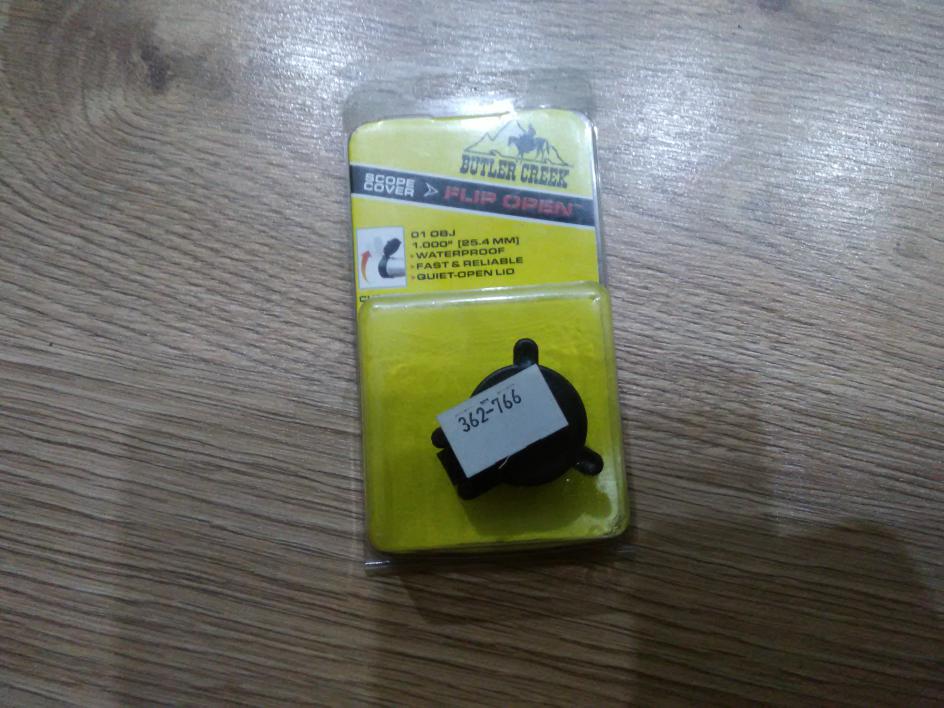 BUTLER CREEK
SCOPE COVER > FLIP OPEN™
01 OBJ
1.000" [25.4 MM]
• WATERPROOF
• FAST & RELIABLE
• QUIET-OPEN LID
362-766